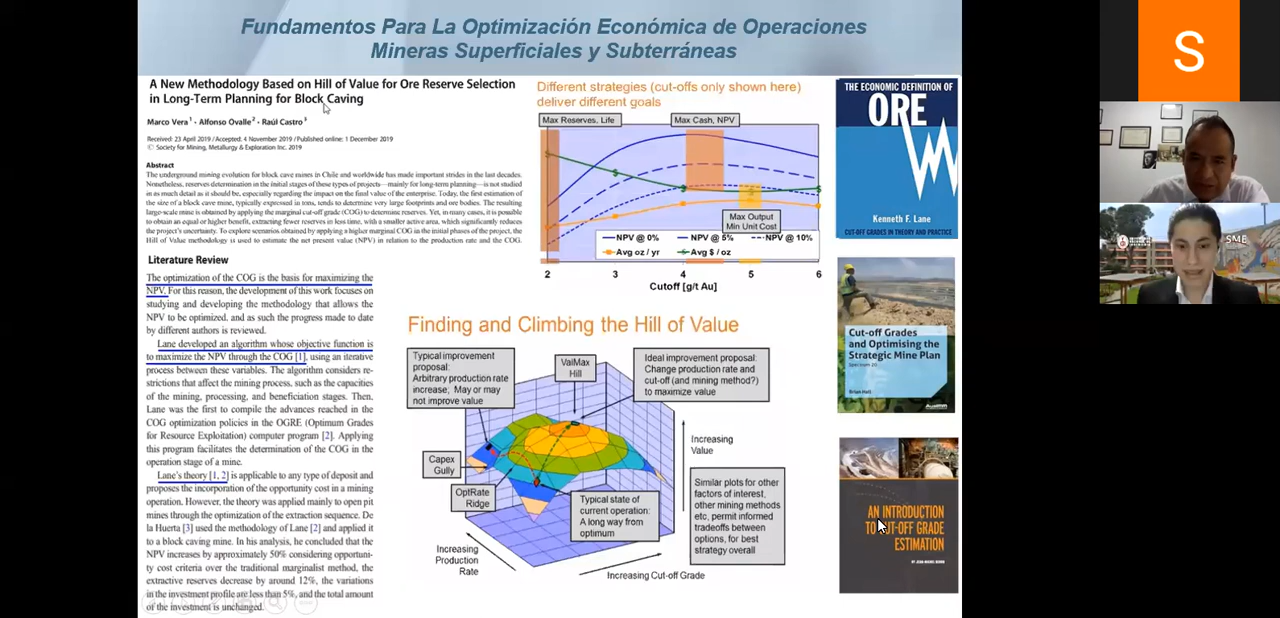 Fundamentos Para La Optimización Económica de Operaciones
Mineras Superficiales y Subterráneas
A New Methodology Based on Hill of Value for Ore Reserve Selection
in Long-Term Planning for Block Caving
Marco Vera 1 · Alfonso Ovalle 2 · Raúl Castro 3
Received: 23 April 2019 / Accepted: 4 November 2019 / Published online: 1 December 2019
© Society for Mining, Metallurgy & Exploration Inc. 2019
Abstract
The underground mining evolution for block cave mines in Chile and worldwide has made important strides in the last decades.
Nonetheless, reserves determination in the initial stages of these types of projects—mainly for long-term planning—is not studied
in as much detail as it should be, especially regarding the impact on the final value of the enterprise. Today, the first estimation of
the size of a block cave mine, typically expressed in tons, tends to determine very large footprints and ore bodies. The resulting
large-scale mine is obtained by applying the marginal cut-off grade (COG) to determine reserves. Yet, in many cases, it is possible
to obtain an equal or higher benefit, extracting fewer reserves in less time, with a smaller active area, which significantly reduces
the project's uncertainty. To explore scenarios obtained by applying a higher marginal COG in the initial phases of the project, the
Hill of Value methodology is used to estimate the net present value (NPV) in relation to the production rate and the COG.
Literature Review
The optimization of the COG is the basis for maximizing the
NPV. For this reason, the development of this work focuses on
studying and developing the methodology that allows the
NPV to be optimized, and as such the progress made to date
by different authors is reviewed.
Lane developed an algorithm whose objective function is
to maximize the NPV through the COG [1], using an iterative
process between these variables. The algorithm considers re-
strictions that affect the mining process, such as the capacities
of the mining, processing, and beneficiation stages. Then,
Lane was the first to compile the advances reached in the
COG optimization policies in the OGRE (Optimum Grades
for Resource Exploitation) computer program [2]. Applying
this program facilitates the determination of the COG in the
operation stage of a mine.
Lane's theory [1, 2] is applicable to any type of deposit and
proposes the incorporation of the opportunity cost in a mining
operation. However, the theory was applied mainly to open pit
mines through the optimization of the extraction sequence. De
la Huerta [3] used the methodology of Lane [2] and applied it
to a block caving mine. In his analysis, he concluded that the
NPV increases by approximately 50% considering opportuni-
ty cost criteria over the traditional marginalist method, the
extractive reserves decrease by around 12%, the variations
in the investment profile are less than 5%, and the total amount
of the investment is unchanged.
Different strategies (cut-offs only shown here)
deliver different goals
Max Reserves, Life
Max Cash, NPV
Max Output
Min Unit Cost
NPV @ 0%
NPV @ 5%
NPV @ 10%
Avg oz / yr
Avg $ / oz
2 3 4 5 6
Cutoff [g/t Au]
Finding and Climbing the Hill of Value
Typical improvement
proposal:
Arbitrary production rate
increase; May or may
not improve value
ValMax
Hill
Ideal improvement proposal:
Change production rate and
cut-off (and mining method?)
to maximize value
Capex
Gully
OptRate
Ridge
Typical state of
current operation:
A long way from
optimum
Increasing
Value
Similar plots for other
factors of interest,
other mining methods
etc, permit informed
tradeoffs between
options, for best
strategy overall
Increasing
Production
Rate
Increasing Cut-off Grade
THE ECONOMIC DEFINITION OF
ORE
Kenneth F. Lane
CUT-OFF GRADES IN THEORY AND PRACTICE
Cut-off Grades
and Optimising the
Strategic Mine Plan
Brian Hall
AN INTRODUCTION
TO CUT-OFF GRADE
ESTIMATION
S
SME